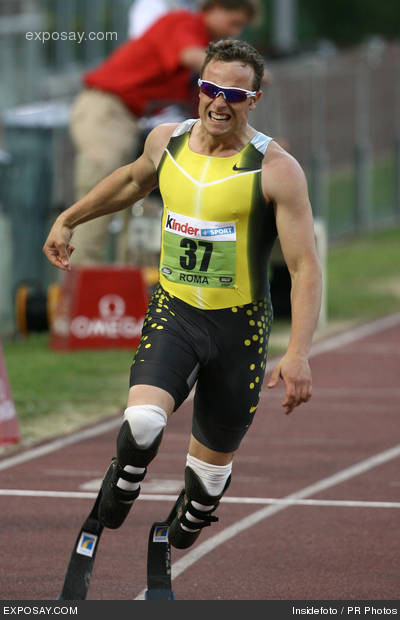 exposay.com
Kinder
+SPORT
37
ROMA
OMEGA
EXPOSAY.COM
Insidefoto / PR Photos